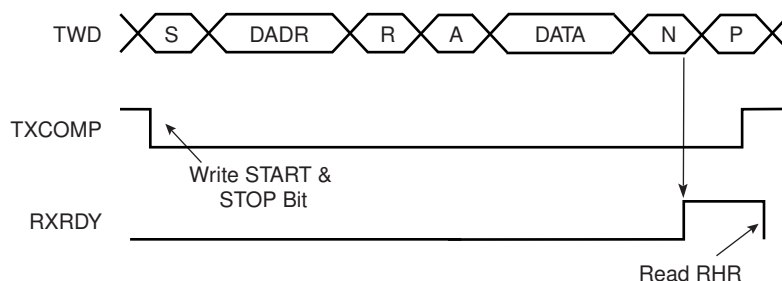 TWD S DADR R A DATA N P
TXCOMP
Write START &
STOP Bit
RXRDY
Read RHR